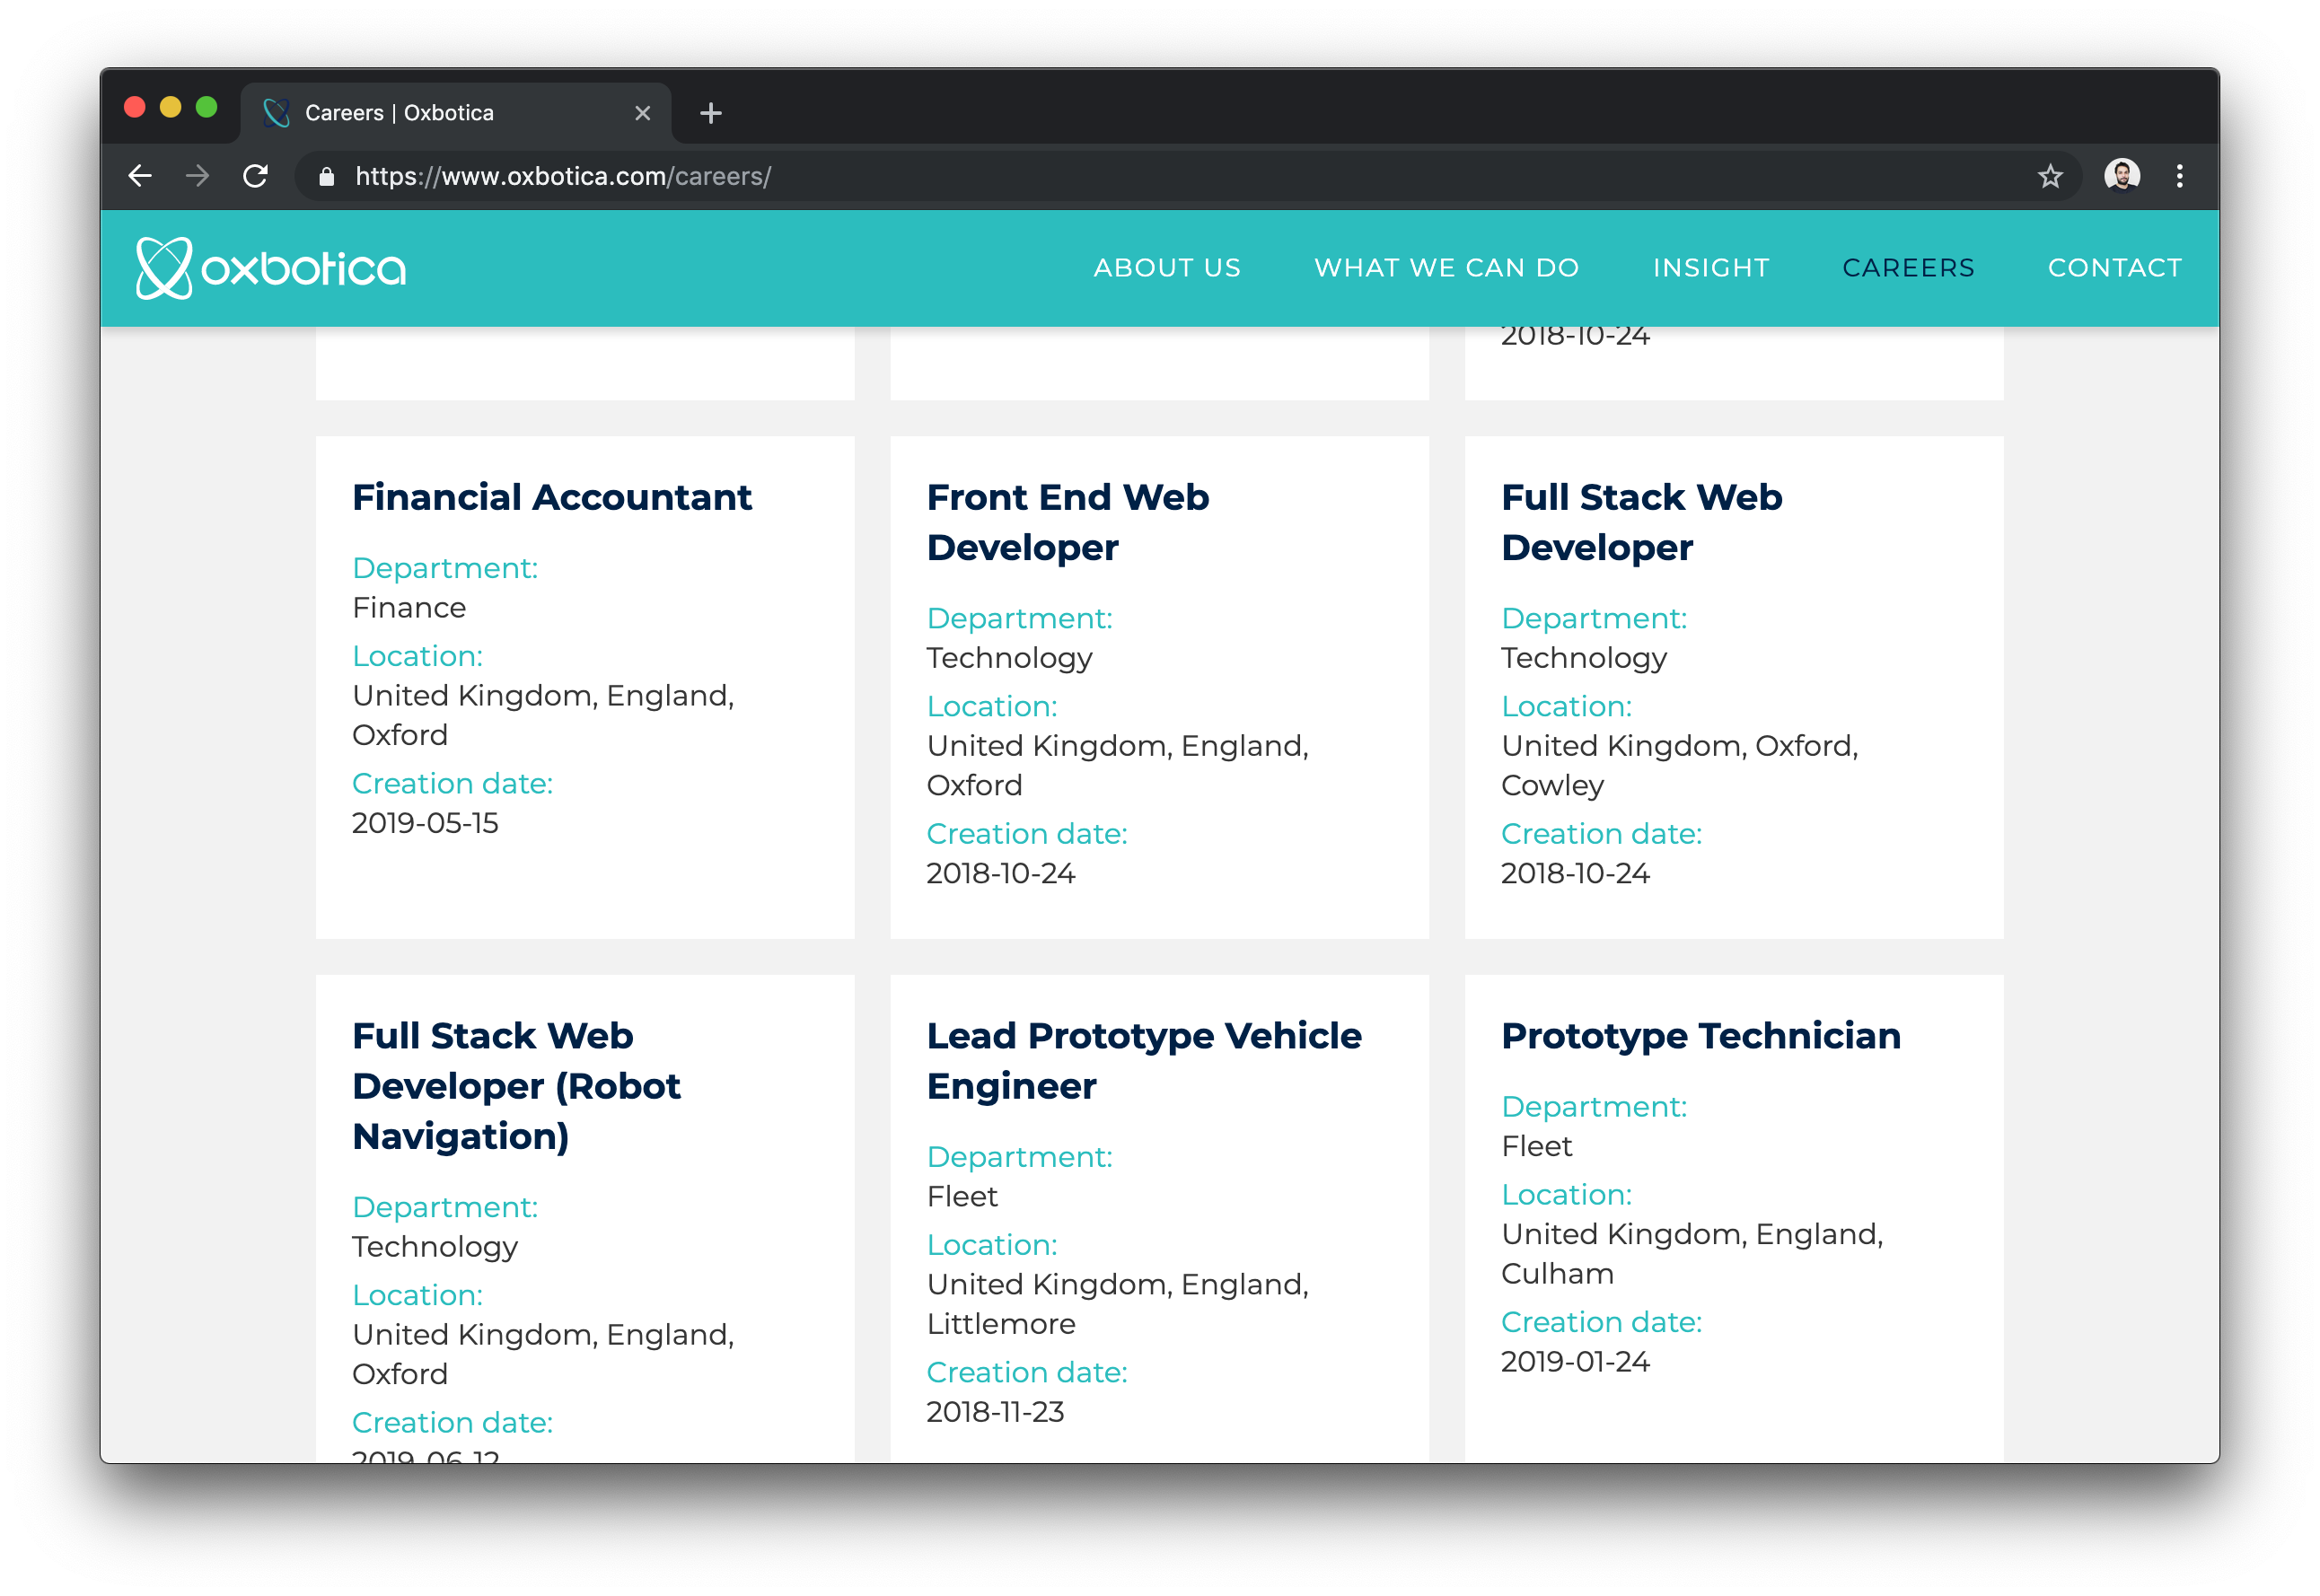 Careers | Oxbotica
https://www.oxbotica.com/careers/
oxbotica
ABOUT US
WHAT WE CAN DO
INSIGHT
CAREERS
CONTACT
2018-10-24
Financial Accountant
Department:
Finance
Location:
United Kingdom, England,
Oxford
Creation date:
2019-05-15
Front End Web
Developer
Department:
Technology
Location:
United Kingdom, England,
Oxford
Creation date:
2018-10-24
Full Stack Web
Developer
Department:
Technology
Location:
United Kingdom, Oxford,
Cowley
Creation date:
2018-10-24
Full Stack Web
Developer (Robot
Navigation)
Department:
Technology
Location:
United Kingdom, England,
Oxford
Creation date:
2019-06-12
Lead Prototype Vehicle
Engineer
Department:
Fleet
Location:
United Kingdom, England,
Littlemore
Creation date:
2018-11-23
Prototype Technician
Department:
Fleet
Location:
United Kingdom, England,
Culham
Creation date:
2019-01-24